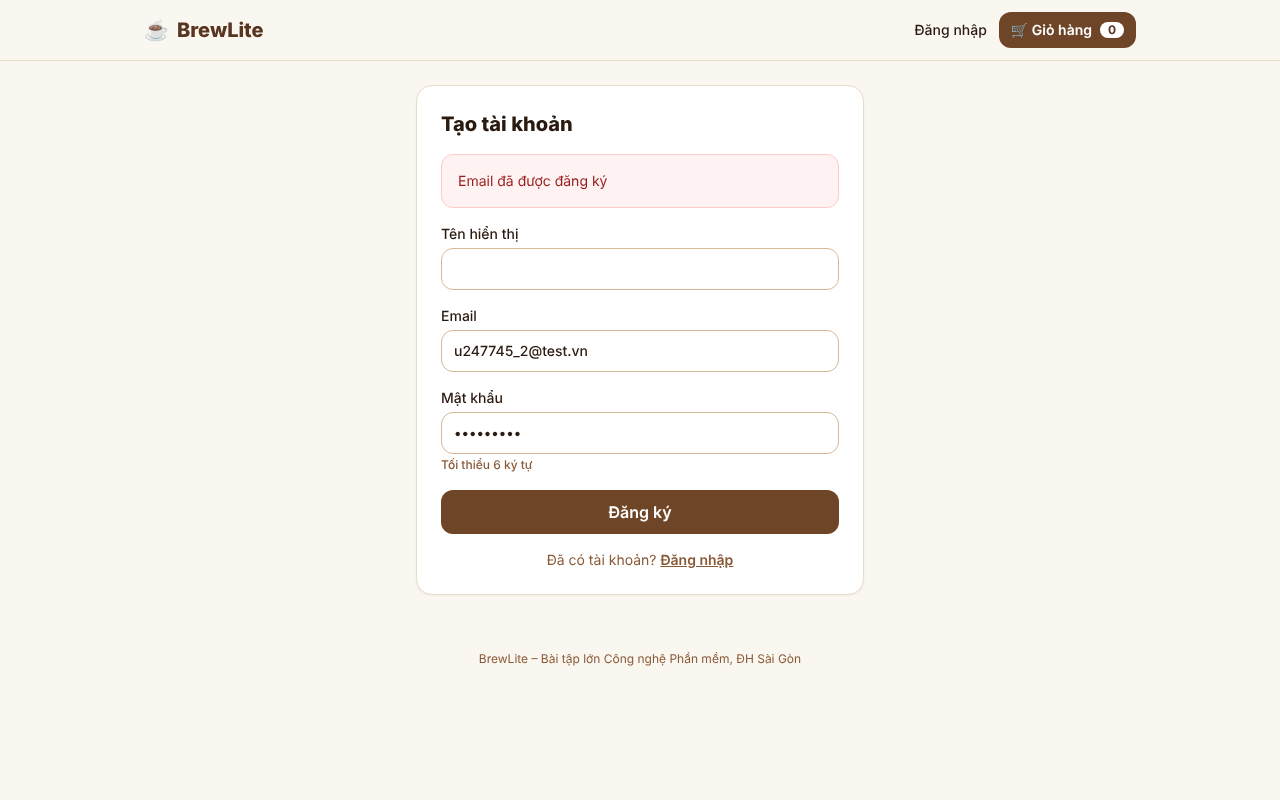 ☕ BrewLite
Đăng nhập
🛒 Giỏ hàng 0
Tạo tài khoản
Email đã được đăng ký
Tên hiển thị
Email
u247745_2@test.vn
Mật khẩu
•••••••••
Tối thiểu 6 ký tự
Đăng ký
Đã có tài khoản? Đăng nhập
BrewLite – Bài tập lớn Công nghệ Phần mềm, ĐH Sài Gòn